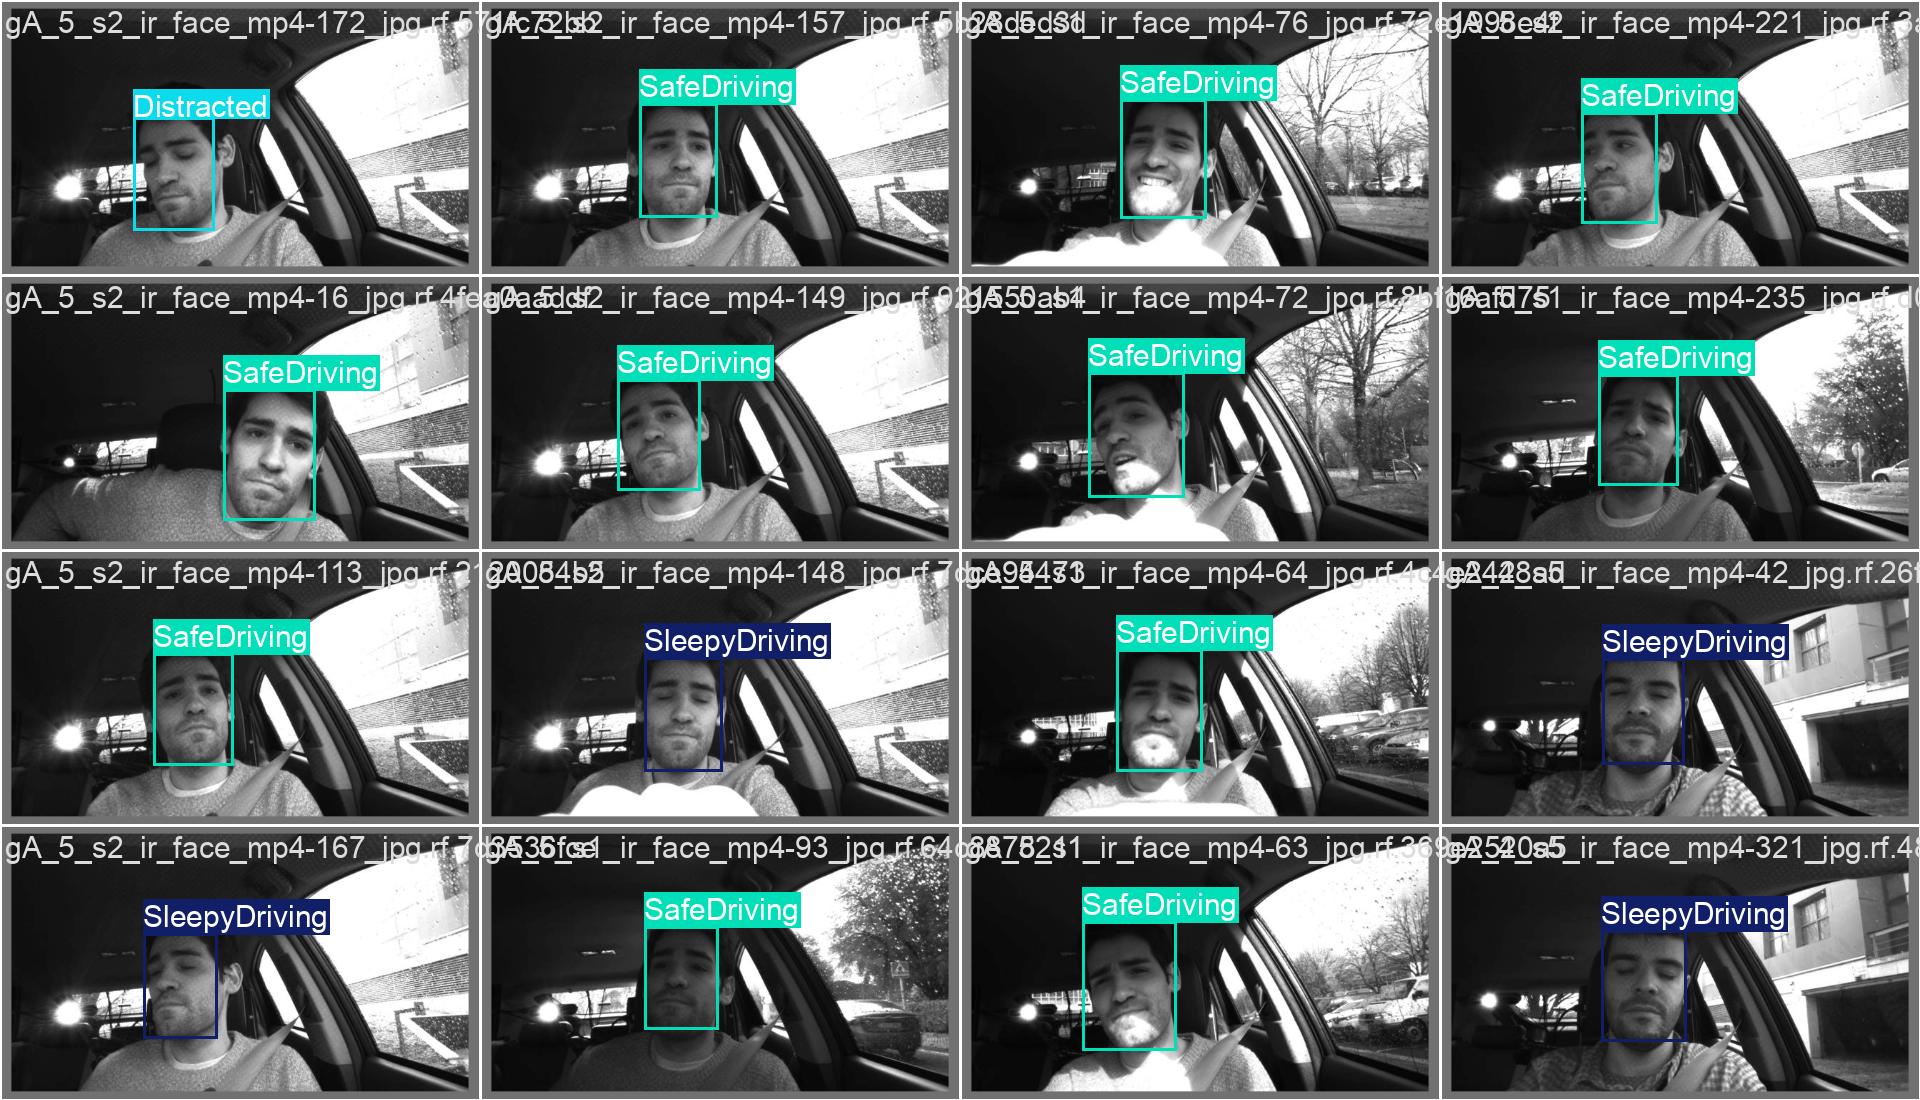 gA_5_s2_ir_face_mp4-172_jpg.rf. _ir_face_mp4-157_jpg.rf. _ir_face_mp4-76_jpg.rf. _ir_face_mp4-221_jpg.rf.
Distracted
SafeDriving
SafeDriving
SafeDriving
gA_5_s2_ir_face_mp4-16_jpg.rf. _ir_face_mp4-149_jpg.rf. _ir_face_mp4-72_jpg.rf. _ir_face_mp4-235_jpg.rf.
SafeDriving
SafeDriving
SafeDriving
SafeDriving
gA_5_s2_ir_face_mp4-113_jpg.rf. _ir_face_mp4-148_jpg.rf. _ir_face_mp4-64_jpg.rf. _ir_face_mp4-42_jpg.rf.
SafeDriving
SleepyDriving
SafeDriving
SleepyDriving
gA_5_s2_ir_face_mp4-167_jpg.rf. _ir_face_mp4-93_jpg.rf. _ir_face_mp4-63_jpg.rf. _ir_face_mp4-321_jpg.rf.
SleepyDriving
SafeDriving
SafeDriving
SleepyDriving